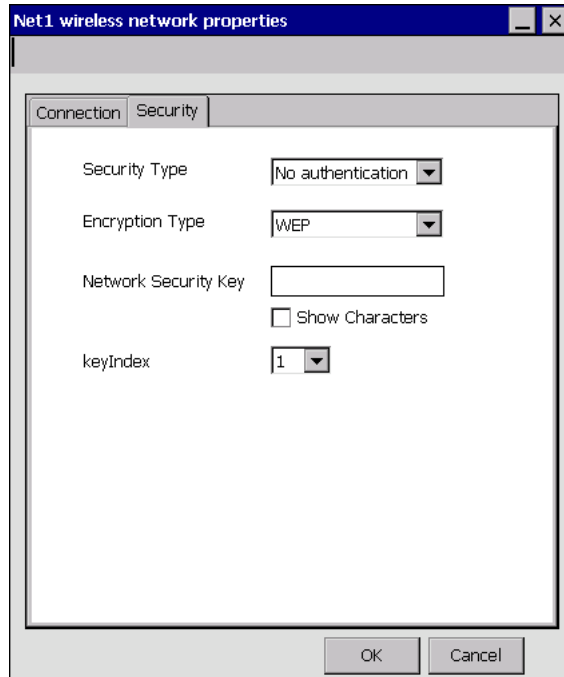 Net1 wireless network properties
Connection Security
Security Type No authentication
Encryption Type WEP
Network Security Key
Show Characters
keyIndex 1
OK Cancel